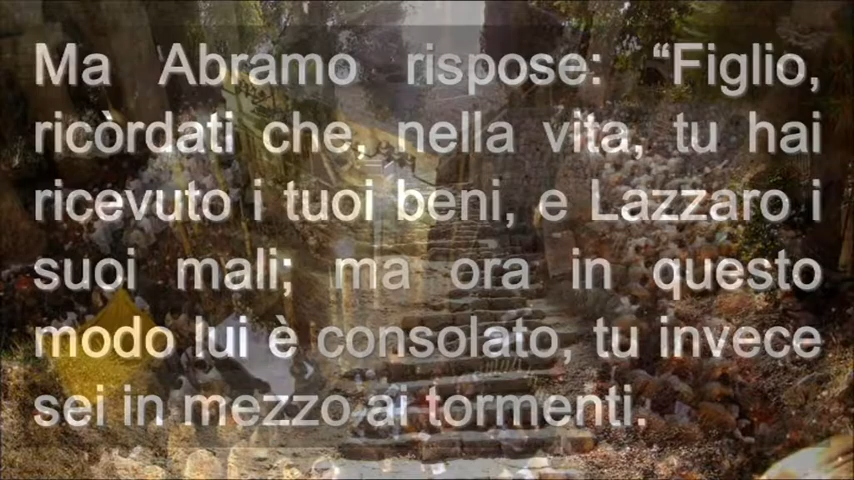 Ma Abramo rispose: “Figlio,
ricòrdati che, nella vita, tu hai
ricevuto i tuoi beni, e Lazzaro i
suoi mali; ma ora in questo
modo lui è consolato, tu invece
sei in mezzo ai tormenti.